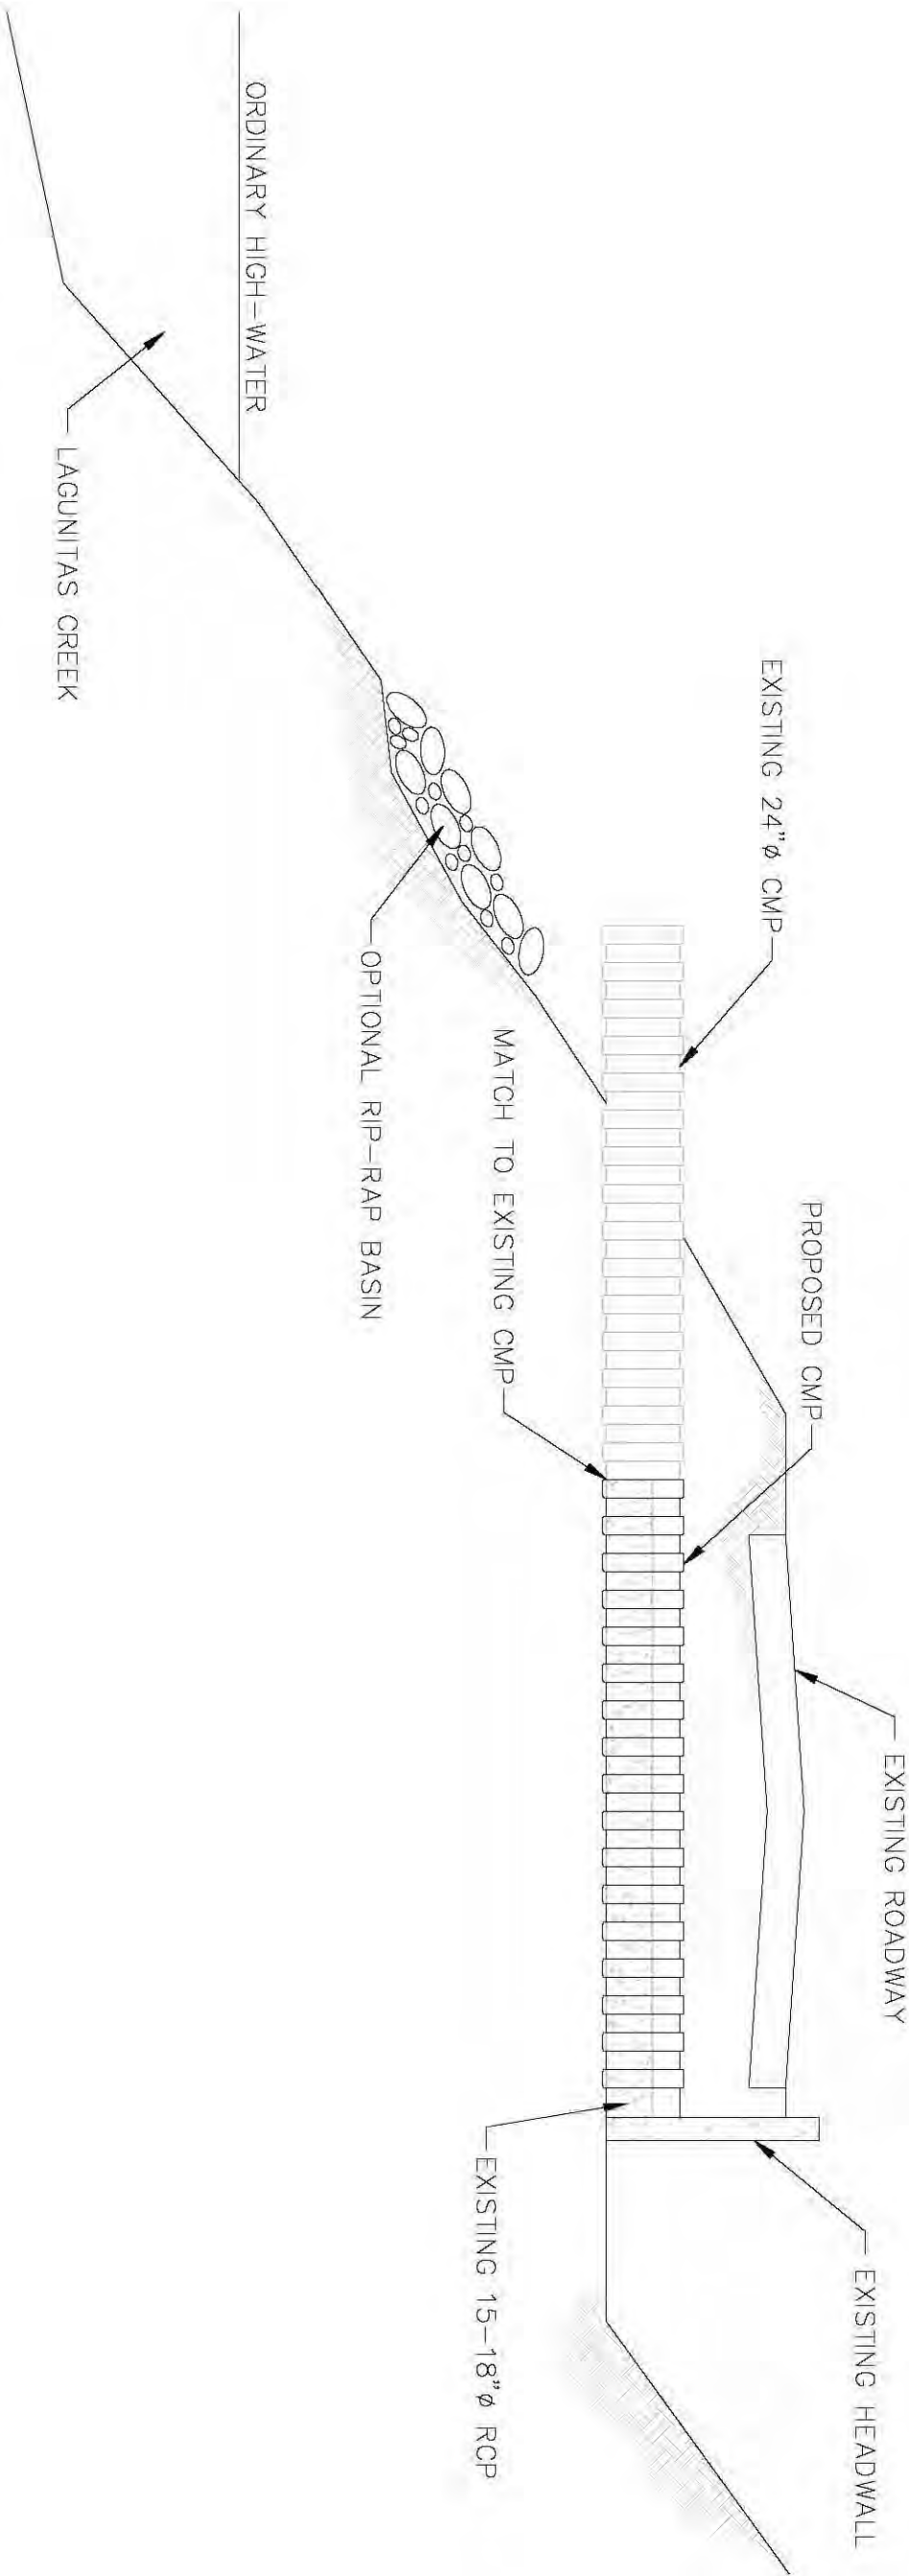 EXISTING ROADWAY
EXISTING HEADWALL
PROPOSED CMP
EXISTING 24"ø CMP
MATCH TO EXISTING CMP
EXISTING 15-18"ø RCP
OPTIONAL RIP-RAP BASIN
ORDINARY HIGH-WATER
LAGUNITAS CREEK